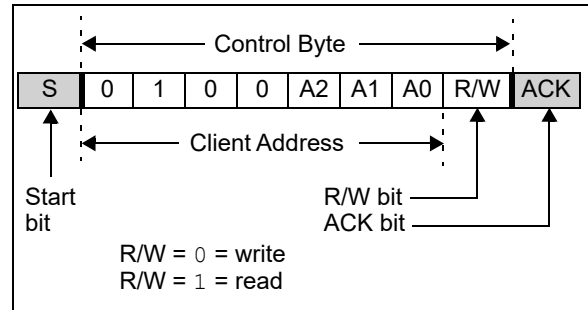 Control Byte
S 0 1 0 0 A2 A1 A0 R/W ACK
Client Address
Start
bit
R/W bit
ACK bit
R/W = 0 = write
R/W = 1 = read